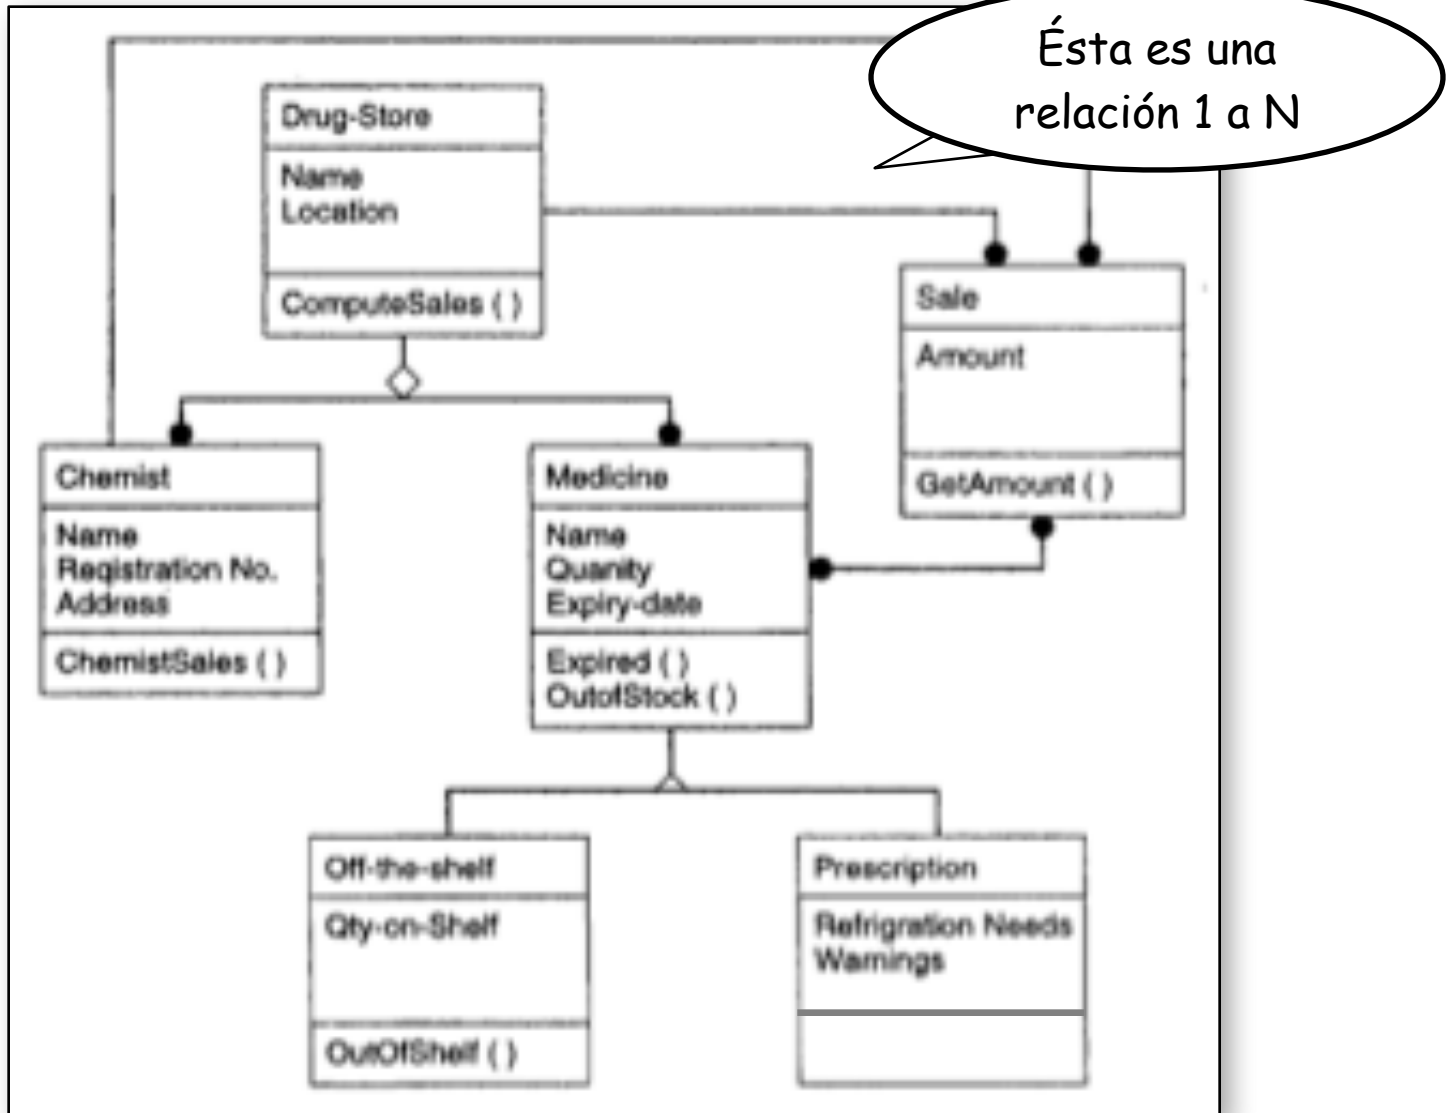 Ésta es una
relación 1 a N
Drug-Store
Name
Location
ComputeSales ( )
Sale
Amount
GetAmount ( )
Chemist
Name
Registration No.
Address
ChemistSales ( )
Medicine
Name
Quanity
Expiry-date
Expired ( )
OutofStock ( )
Off-the-shelf
Qty-on-Shelf
OutOfShelf ( )
Prescription
Refrigration Needs
Warnings